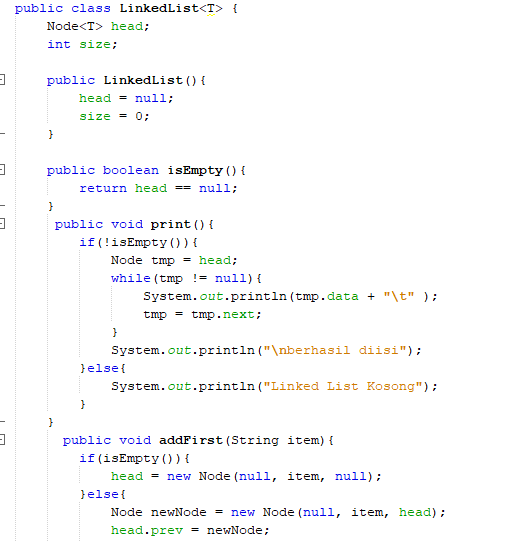 public class LinkedList<T> {
Node<T> head;
int size;
public LinkedList(){
head = null;
size = 0;
}
public boolean isEmpty(){
return head == null;
}
public void print(){
if(!isEmpty()){
Node tmp = head;
while(tmp != null){
System.out.println(tmp.data + "\t" );
tmp = tmp.next;
}
System.out.println("\nberhasil diisi");
}else{
System.out.println("Linked List Kosong");
}
}
public void addFirst(String item){
if(isEmpty()){
head = new Node(null, item, null);
}else{
Node newNode = new Node(null, item, head);
head.prev = newNode;